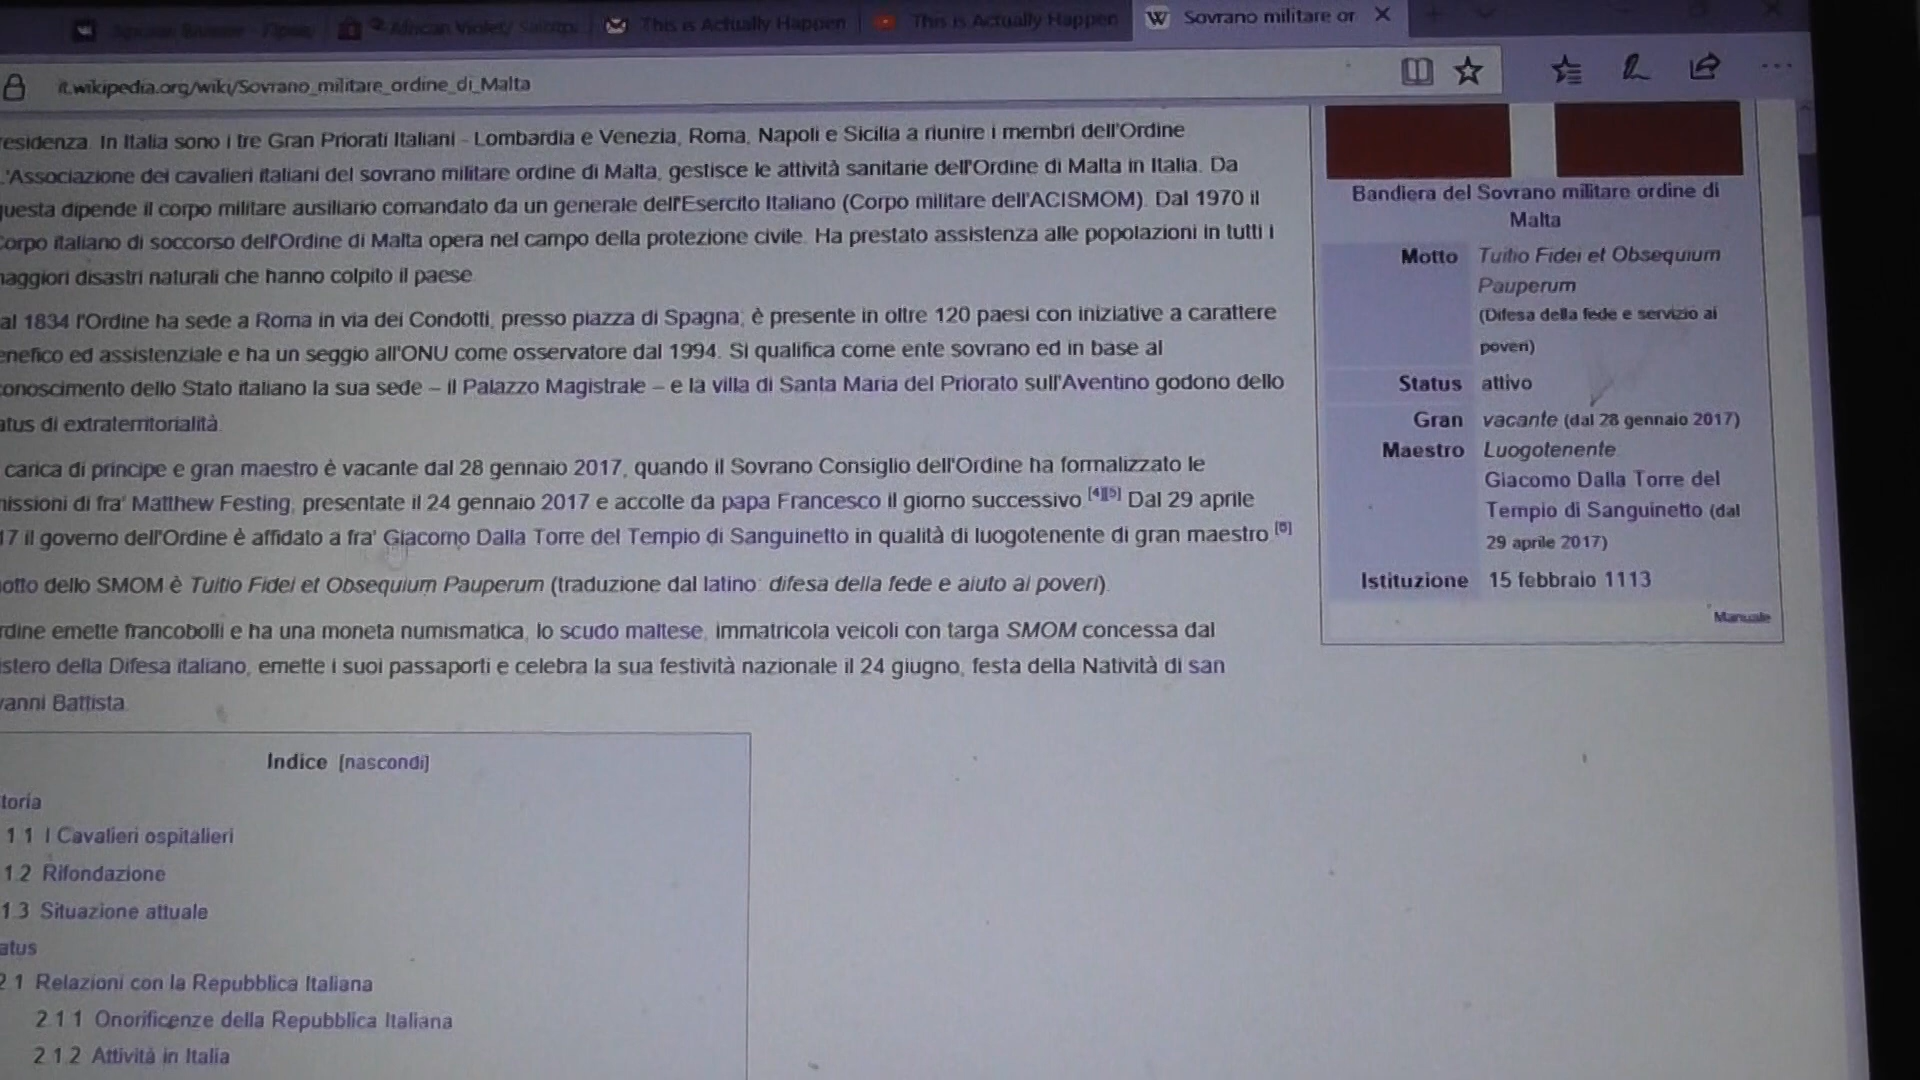 African Violet/
This is Actually Happen
This is Actually Happen
Sovrano militare or
it.wikipedia.org/wiki/Sovrano_militare_ordine_di_Malta
residenza. In Italia sono i tre Gran Priorati Italiani - Lombardia e Venezia, Roma, Napoli e Sicilia a riunire i membri dell'Ordine
L'Associazione dei cavalieri italiani del sovrano militare ordine di Malta, gestisce le attività sanitarie dell'Ordine di Malta in Italia. Da
questa dipende il corpo militare ausiliario comandato da un generale dell'Esercito Italiano (Corpo militare dell'ACISMOM). Dal 1970 il
Corpo italiano di soccorso dell'Ordine di Malta opera nel campo della protezione civile. Ha prestato assistenza alle popolazioni in tutti i
maggiori disastri naturali che hanno colpito il paese.
al 1834 l'Ordine ha sede a Roma in via dei Condotti, presso piazza di Spagna; è presente in oltre 120 paesi con iniziative a carattere
enefico ed assistenziale e ha un seggio all'ONU come osservatore dal 1994. Si qualifica come ente sovrano ed in base al
conoscimento dello Stato italiano la sua sede – il Palazzo Magistrale – e la villa di Santa Maria del Priorato sull'Aventino godono dello
atus di extraterritorialità.
carica di principe e gran maestro è vacante dal 28 gennaio 2017, quando il Sovrano Consiglio dell'Ordine ha formalizzato le
missioni di fra' Matthew Festing, presentate il 24 gennaio 2017 e accolte da papa Francesco il giorno successivo.[4][5] Dal 29 aprile
17 il governo dell'Ordine è affidato a fra' Giacomo Dalla Torre del Tempio di Sanguinetto in qualità di luogotenente di gran maestro.[6]
otto dello SMOM è Tuitio Fidei et Obsequium Pauperum (traduzione dal latino: difesa della fede e aiuto ai poveri).
rdine emette francobolli e ha una moneta numismatica, lo scudo maltese, immatricola veicoli con targa SMOM concessa dal
istero della Difesa italiano, emette i suoi passaporti e celebra la sua festività nazionale il 24 giugno, festa della Natività di san
vanni Battista.
Bandiera del Sovrano militare ordine di
Malta
Motto Tuitio Fidei et Obsequium
Pauperum
(Difesa della fede e servizio ai
poveri)
Status attivo
Gran vacante (dal 28 gennaio 2017)
Maestro Luogotenente:
Giacomo Dalla Torre del
Tempio di Sanguinetto (dal
29 aprile 2017)
Istituzione 15 febbraio 1113
Manuale
Indice [nascondi]
toria
1.1 I Cavalieri ospitalieri
1.2 Rifondazione
1.3 Situazione attuale
atus
2.1 Relazioni con la Repubblica Italiana
2.1.1 Onorificenze della Repubblica Italiana
2.1.2 Attività in Italia